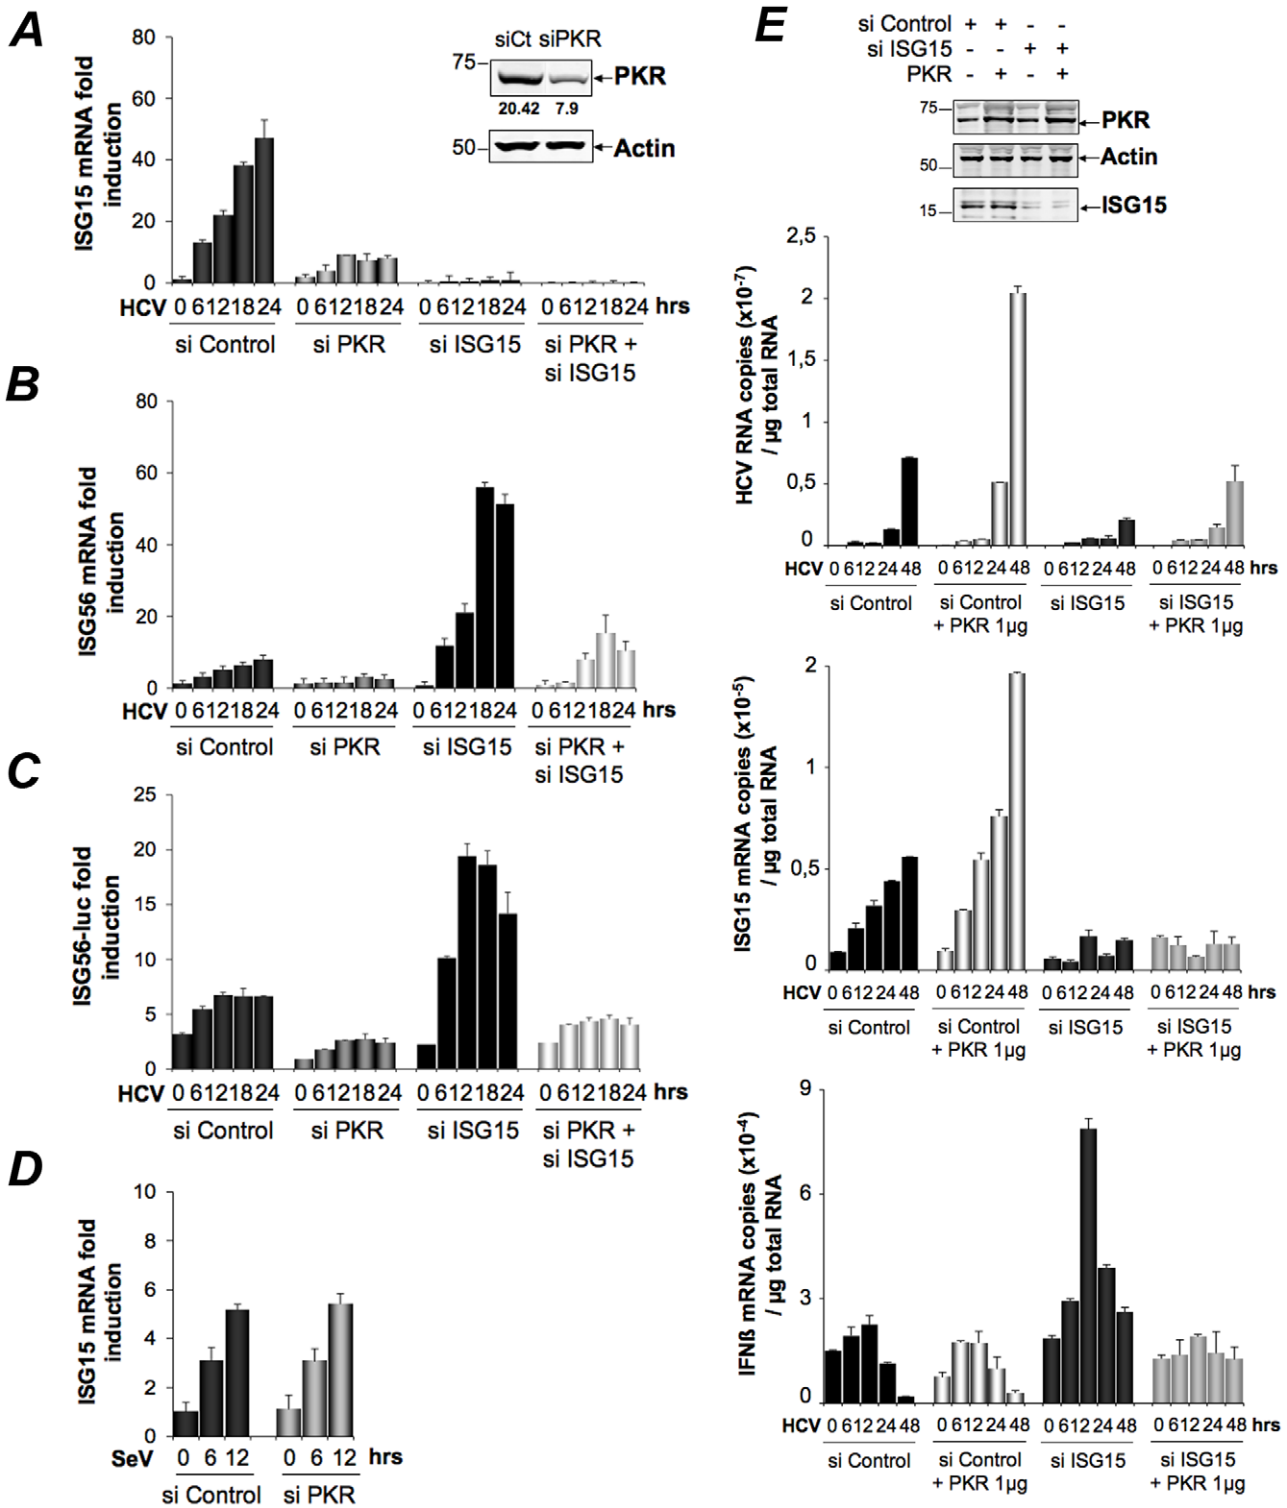 A
80
60
40
20
0
ISG15 mRNA fold
induction
siCt siPKR
75
PKR
20.42 7.9
50
Actin
HCV 0 6 12 18 24 0 6 12 18 24 0 6 12 18 24 0 6 12 18 24 hrs
si Control si PKR si ISG15 si PKR +
si ISG15
B
80
60
40
20
0
ISG56 mRNA fold
induction
HCV 0 6 12 18 24 0 6 12 18 24 0 6 12 18 24 0 6 12 18 24 hrs
si Control si PKR si ISG15 si PKR +
si ISG15
C
25
20
15
10
5
0
ISG56-luc fold
induction
HCV 0 6 12 18 24 0 6 12 18 24 0 6 12 18 24 0 6 12 18 24 hrs
si Control si PKR si ISG15 si PKR +
si ISG15
D
10
8
6
4
2
0
ISG15 mRNA fold
induction
SeV 0 6 12 0 6 12 hrs
si Control si PKR
E
si Control + + - -
si ISG15 - - + +
PKR - + - +
75
PKR
Actin
50
15
ISG15
2,5
2
1,5
1
0,5
0
HCV RNA copies (x10-7)
/ µg total RNA
HCV 0 6 12 24 48 0 6 12 24 48 0 6 12 24 48 0 6 12 24 48 hrs
si Control si Control si ISG15 si ISG15
+ PKR 1µg + PKR 1µg
2
1
0,5
0
ISG15 mRNA copies (x10-5)
/ µg total RNA
HCV 0 6 12 24 48 0 6 12 24 48 0 6 12 24 48 0 6 12 24 48 hrs
si Control si Control si ISG15 si ISG15
+ PKR 1µg + PKR 1µg
9
6
3
0
IFNß mRNA copies (x10-4)
/ µg total RNA
HCV 0 6 12 24 48 0 6 12 24 48 0 6 12 24 48 0 6 12 24 48 hrs
si Control si Control si ISG15 si ISG15
+ PKR 1µg + PKR 1µg